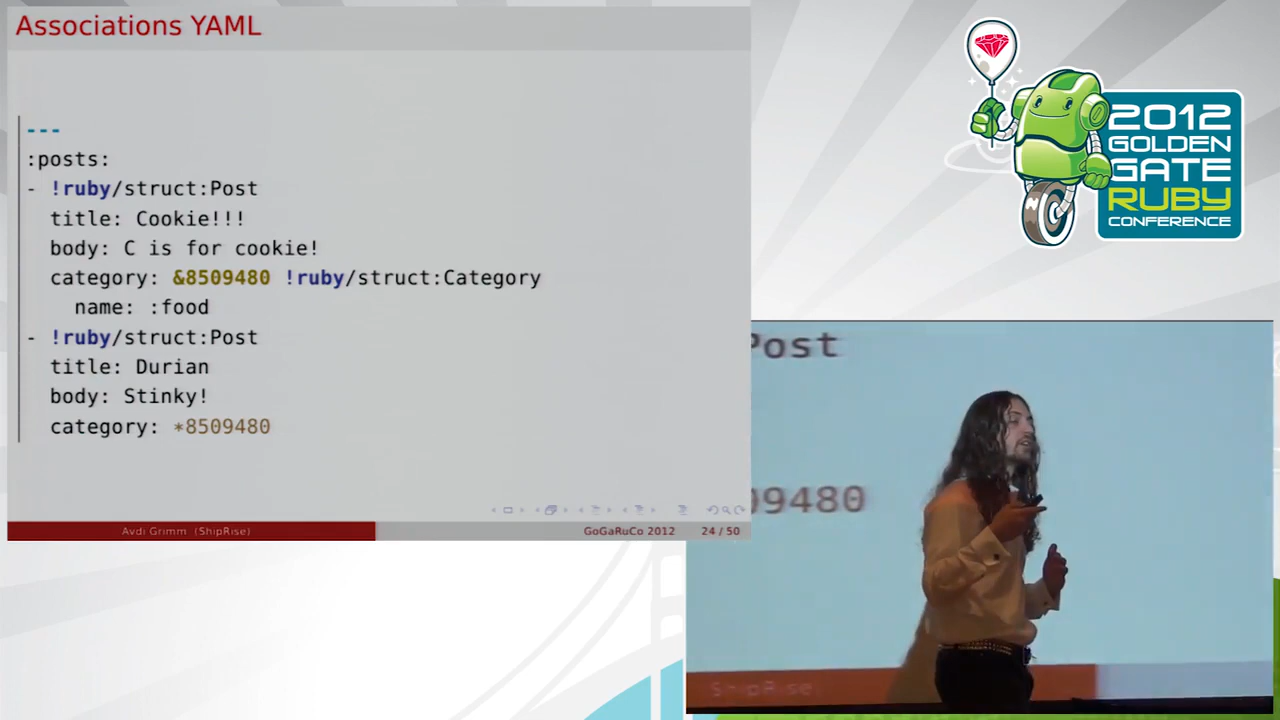 Associations YAML
---
:posts:
- !ruby/struct:Post
title: Cookie!!!
body: C is for cookie!
category: &8509480 !ruby/struct:Category
name: :food
- !ruby/struct:Post
title: Durian
body: Stinky!
category: *8509480
Avdi Grimm (ShipRise)
GoGaRuCo 2012 24 / 50
2012
GOLDEN
GATE
RUBY
CONFERENCE
Post
09480
ShipRise)